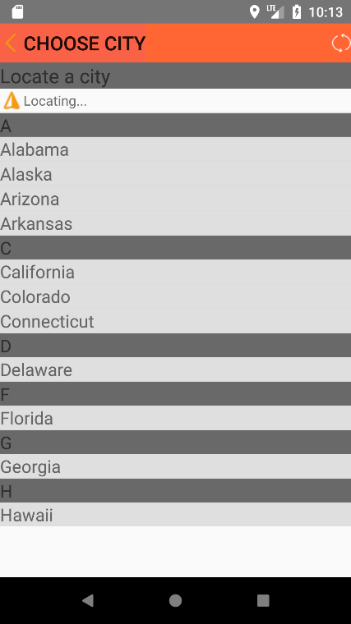 LTE 10:13
CHOOSE CITY
Locate a city
Locating...
A
Alabama
Alaska
Arizona
Arkansas
C
California
Colorado
Connecticut
D
Delaware
F
Florida
G
Georgia
H
Hawaii